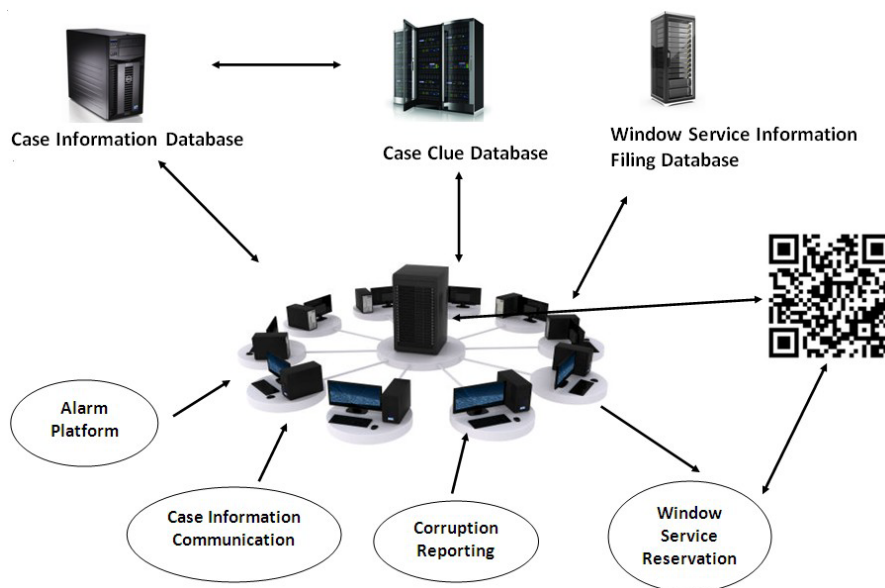 Case Information Database
Case Clue Database
Window Service Information
Filing Database
Alarm
Platform
Case Information
Communication
Corruption
Reporting
Window
Service
Reservation